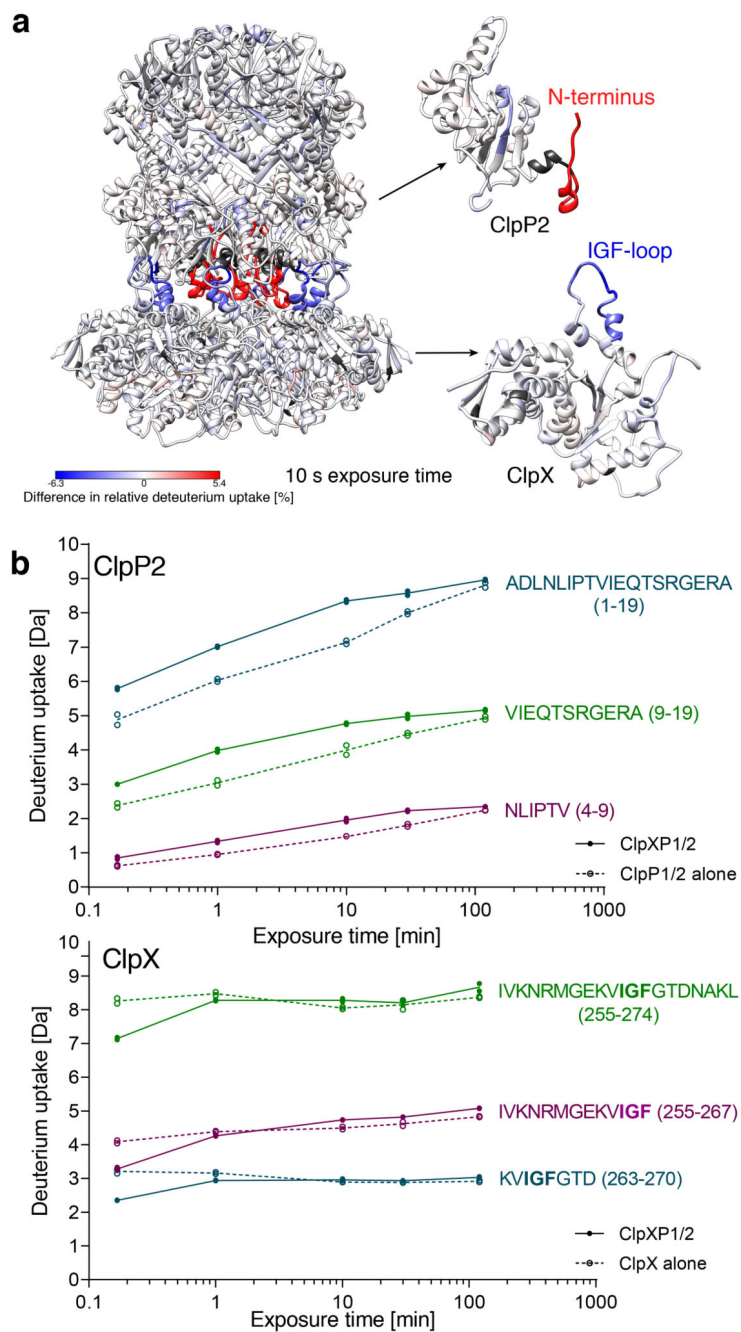 a
N-terminus
ClpP2
IGF-loop
ClpX
-6.3 0 5.4
Difference in relative deteuterium uptake [%]
10 s exposure time
b
ClpP2
Deuterium uptake [Da]
10
9
8
7
6
5
4
3
2
1
0
0.1 1 10 100 1000
Exposure time [min]
ADLNLIPTVIEQTSRGERA
(1-19)
VIEQTSRGERA (9-19)
NLIPTV (4-9)
ClpXP1/2
ClpP1/2 alone
ClpX
Deuterium uptake [Da]
10
9
8
7
6
5
4
3
2
1
0
0.1 1 10 100 1000
Exposure time [min]
IVKNRMGEKVIGFGTDNAKL
(255-274)
IVKNRMGEKVIGF (255-267)
KVIGFGTD (263-270)
ClpXP1/2
ClpX alone